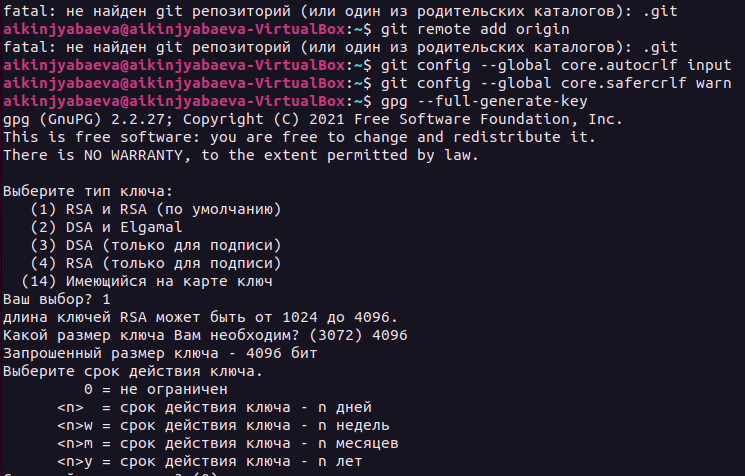 fatal: не найден git репозиторий (или один из родительских каталогов): .git
aikinjyabaeva@aikinjyabaeva-VirtualBox:~$ git remote add origin
fatal: не найден git репозиторий (или один из родительских каталогов): .git
aikinjyabaeva@aikinjyabaeva-VirtualBox:~$ git config --global core.autocrlf input
aikinjyabaeva@aikinjyabaeva-VirtualBox:~$ git config --global core.safercrlf warn
aikinjyabaeva@aikinjyabaeva-VirtualBox:~$ gpg --full-generate-key
gpg (GnuPG) 2.2.27; Copyright (C) 2021 Free Software Foundation, Inc.
This is free software: you are free to change and redistribute it.
There is NO WARRANTY, to the extent permitted by law.
Выберите тип ключа:
(1) RSA и RSA (по умолчанию)
(2) DSA и Elgamal
(3) DSA (только для подписи)
(4) RSA (только для подписи)
(14) Имеющийся на карте ключ
Ваш выбор? 1
длина ключей RSA может быть от 1024 до 4096.
Какой размер ключа Вам необходим? (3072) 4096
Запрошенный размер ключа - 4096 бит
Выберите срок действия ключа.
0 = не ограничен
<n> = срок действия ключа - n дней
<n>w = срок действия ключа - n недель
<n>m = срок действия ключа - n месяцев
<n>y = срок действия ключа - n лет